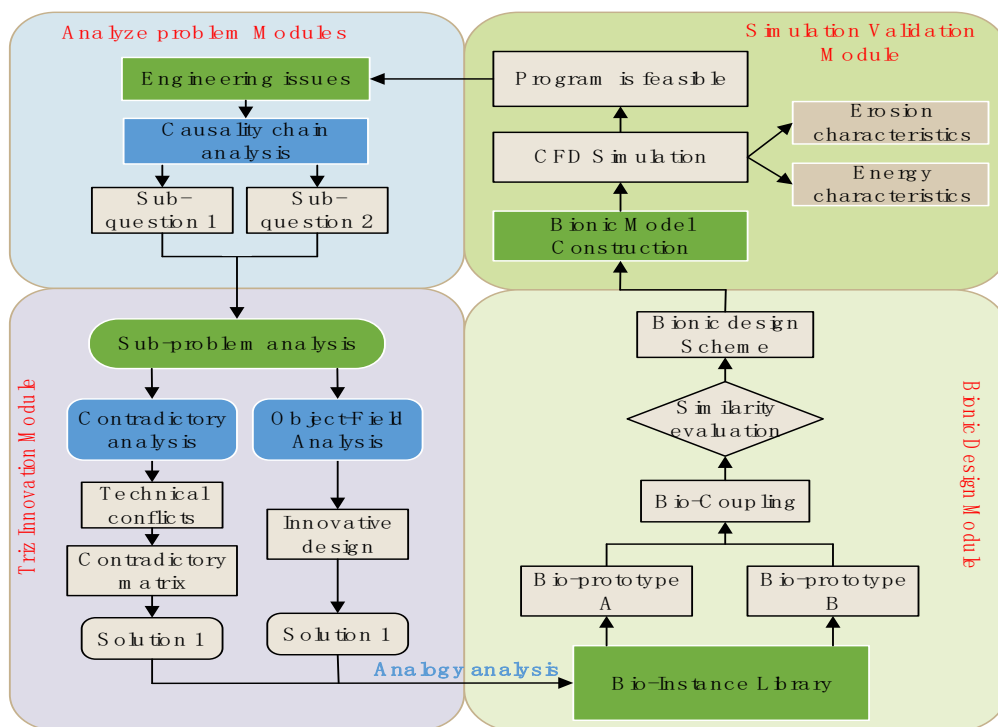 Analyze problem Modules
Engineering issues
Causality chain
analysis
Sub-
question 1
Sub-
question 2
Simulation Validation
Module
Program is feasible
CFD Simulation
Erosion
characteristics
Energy
characteristics
Bionic Model
Construction
Triz Innovation Module
Sub-problem analysis
Contradictory
analysis
Object-Field
Analysis
Technical
conflicts
Contradictory
matrix
Innovative
design
Solution 1
Solution 1
Analogy analysis
Bionic Design Module
Bionic design
Scheme
Similarity
evaluation
Bio-Coupling
Bio-prototype
A
Bio-prototype
B
Bio-Instance Library